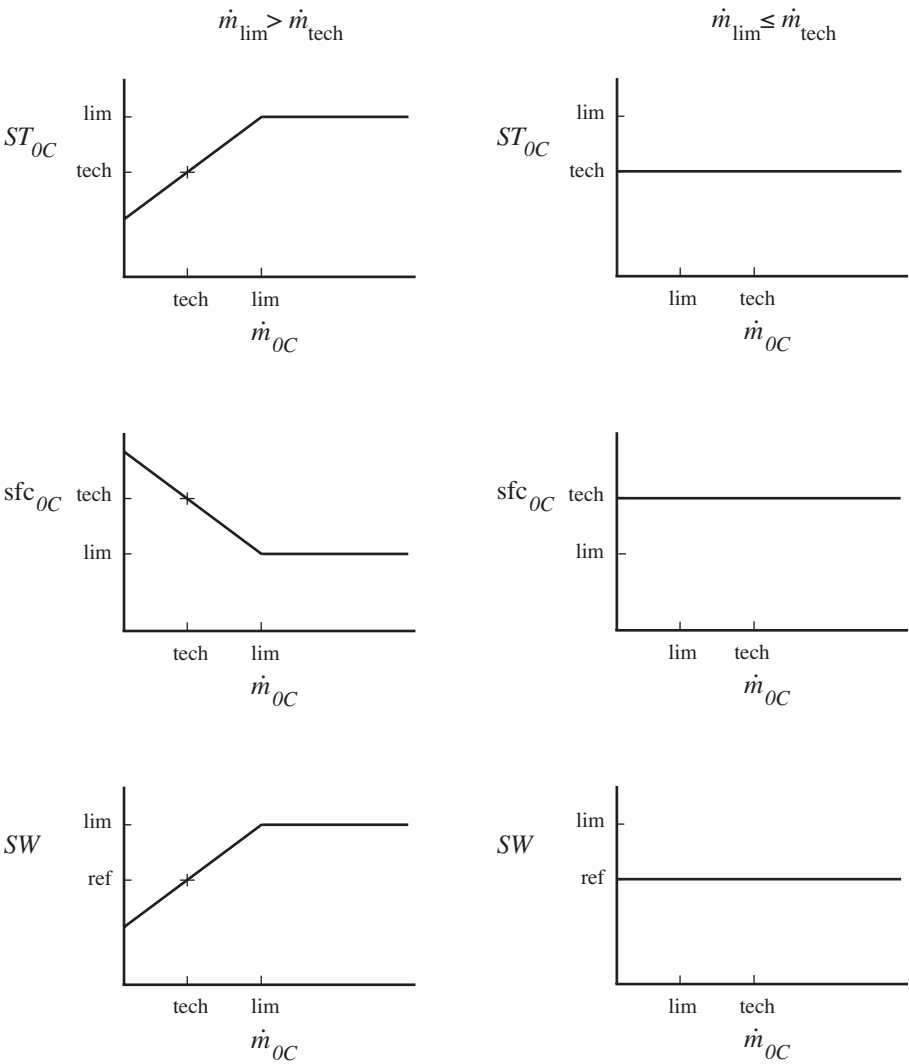 ṁlim > ṁtech
ṁlim ≤ ṁtech
lim
ST0C
tech
tech lim
ṁ0C
lim
ST0C
tech
lim tech
ṁ0C
sfc0C tech
lim
tech lim
ṁ0C
sfc0C tech
lim
lim tech
ṁ0C
lim
SW
ref
tech lim
ṁ0C
lim
SW
ref
lim tech
ṁ0C